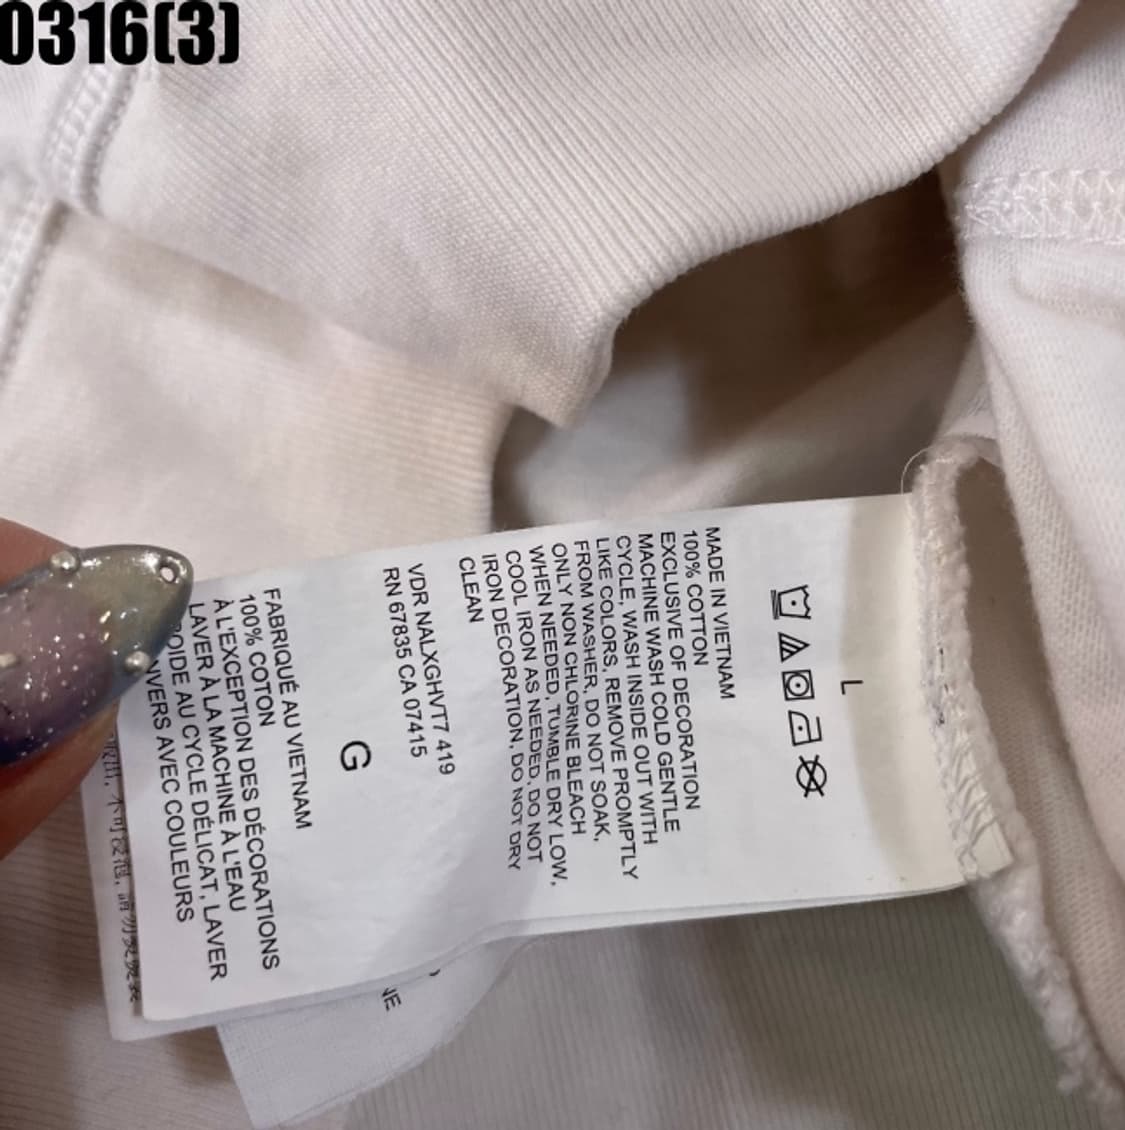 0316(3)
L
MADE IN VIETNAM
100% COTTON
EXCLUSIVE OF DECORATION
MACHINE WASH COLD GENTLE
CYCLE, WASH INSIDE OUT WITH
LIKE COLORS, REMOVE PROMPTLY
FROM WASHER, DO NOT SOAK,
ONLY NON CHLORINE BLEACH
WHEN NEEDED, TUMBLE DRY LOW,
COOL IRON AS NEEDED, DO NOT
IRON DECORATION, DO NOT DRY
CLEAN
VDR NALXGHVT7 419
RN 67835 CA 07415
G
FABRIQUÉ AU VIETNAM
100% COTON
À L'EXCEPTION DES DÉCORATIONS
LAVER À LA MACHINE À L'EAU
AU CYCLE DÉLICAT, LAVER
AVEC COULEURS